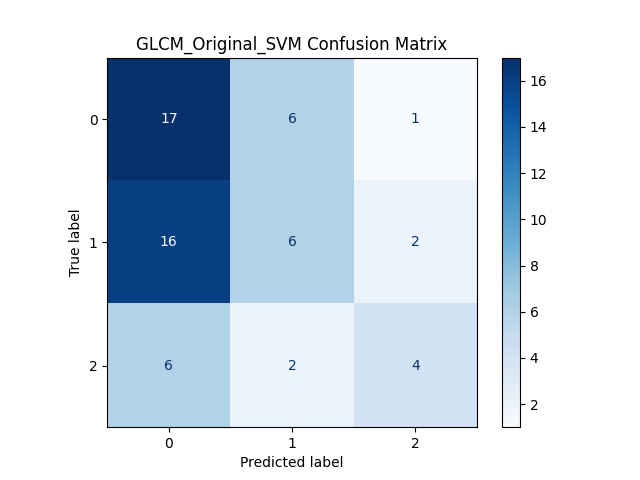 GLCM_Original_SVM Confusion Matrix
0 17 6 1
1 16 6 2
2 6 2 4
0 1 2
Predicted label
True label
16
14
12
10
8
6
4
2